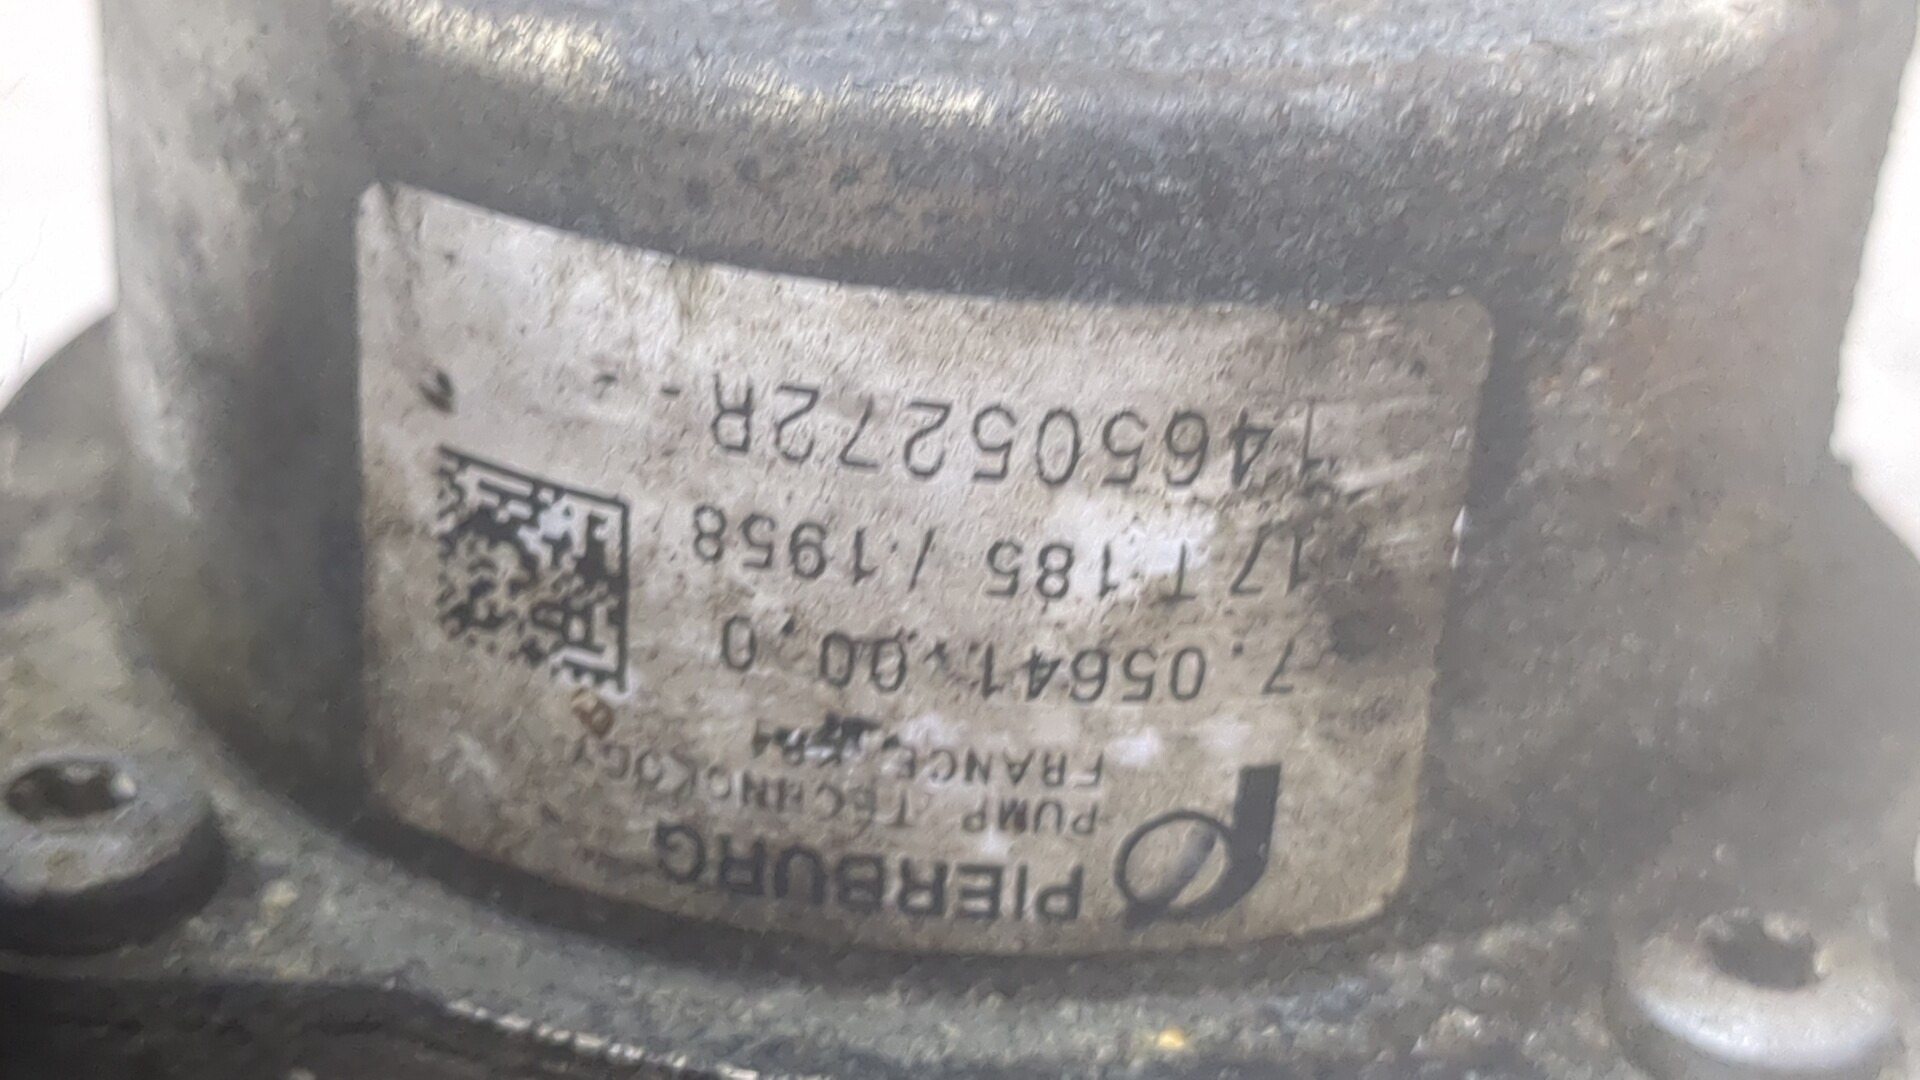 PIERBURG
PUMP TECHNOLOGY
FRANCE
7.05641.00.0
17 T 185 / 1958
146505272R